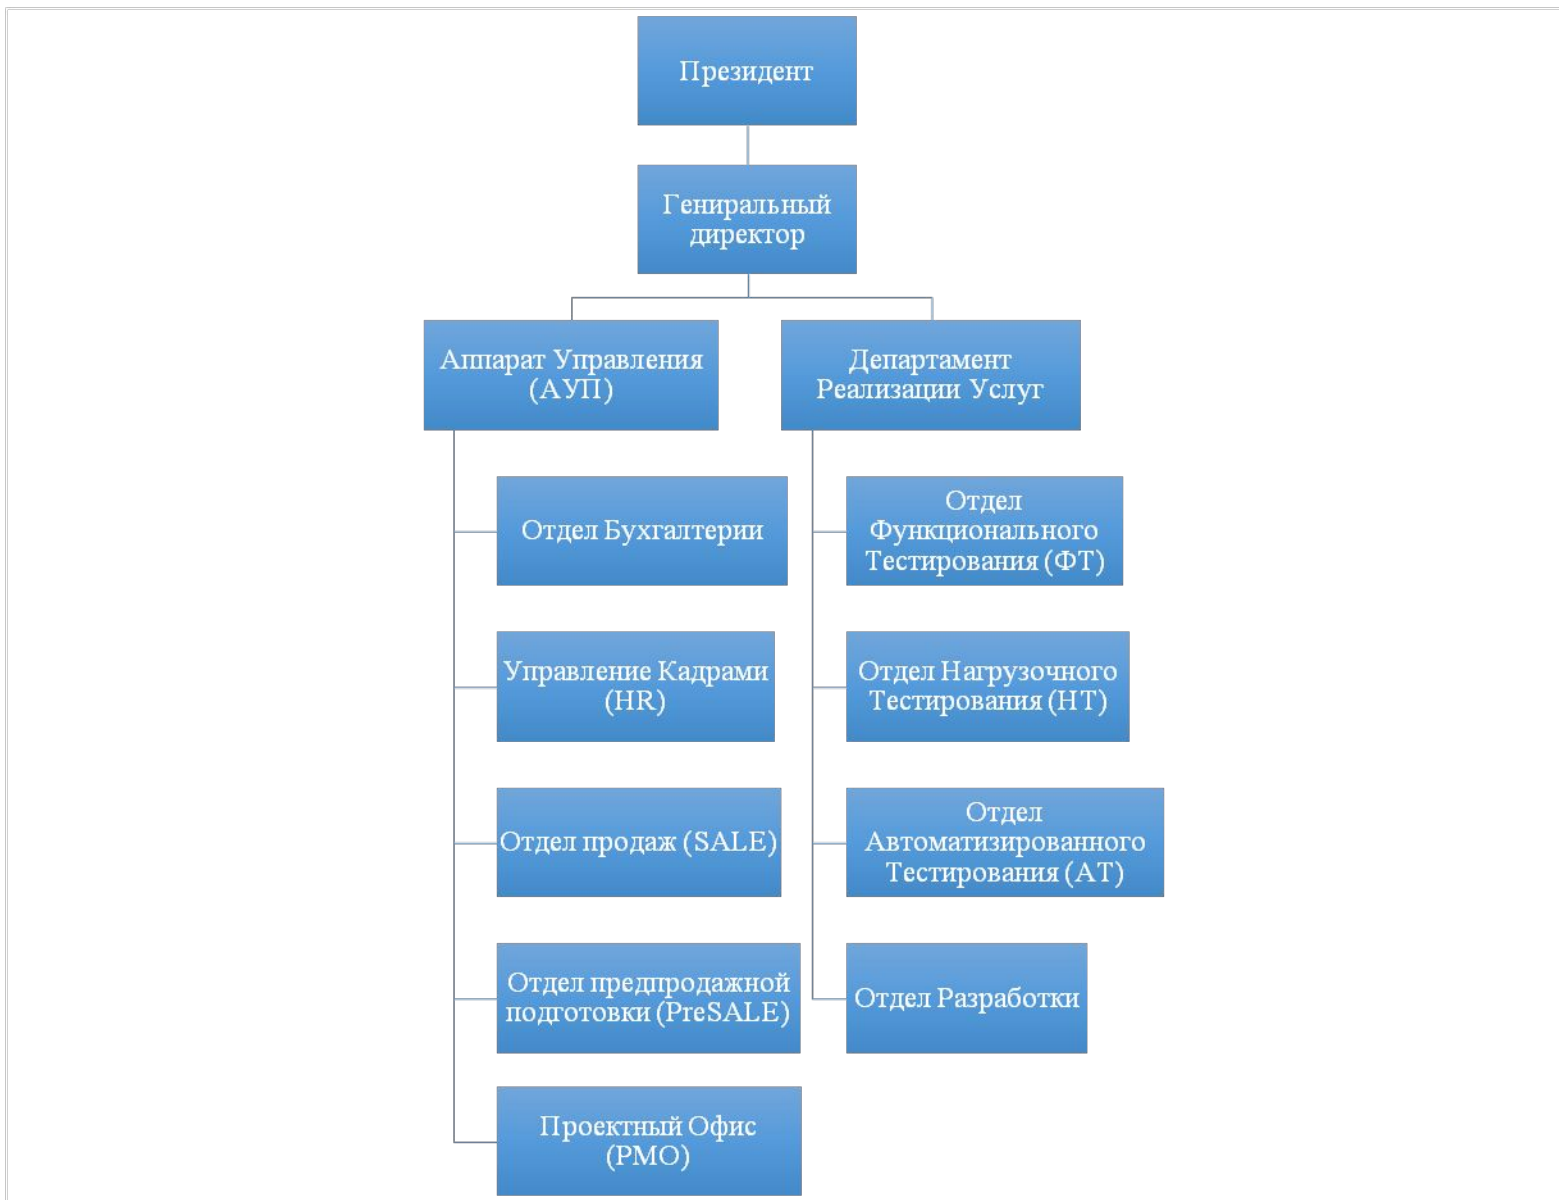 Президент
Гениральный
директор
Аппарат Управления
(АУП)
Департамент
Реализации Услуг
Отдел Бухгалтерии
Управление Кадрами
(HR)
Отдел продаж (SALE)
Отдел предпродажной
подготовки (PreSALE)
Проектный Офис
(PMO)
Отдел
Функционального
Тестирования (ФТ)
Отдел Нагрузочного
Тестирования (НТ)
Отдел
Автоматизированного
Тестирования (АТ)
Отдел Разработки